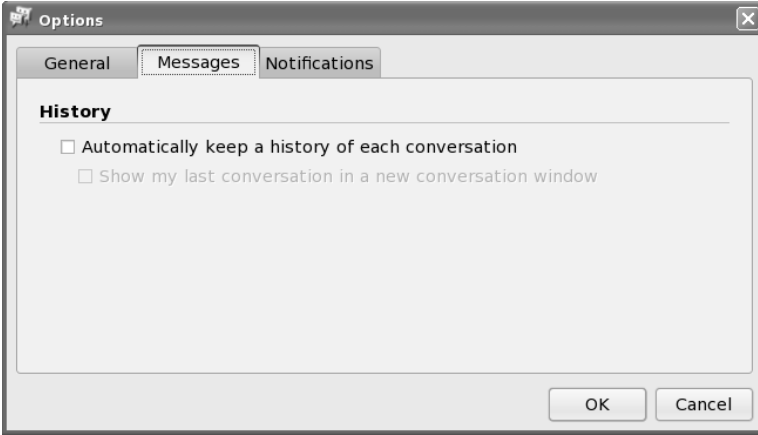 Options
General Messages Notifications
History
Automatically keep a history of each conversation
Show my last conversation in a new conversation window
OK Cancel